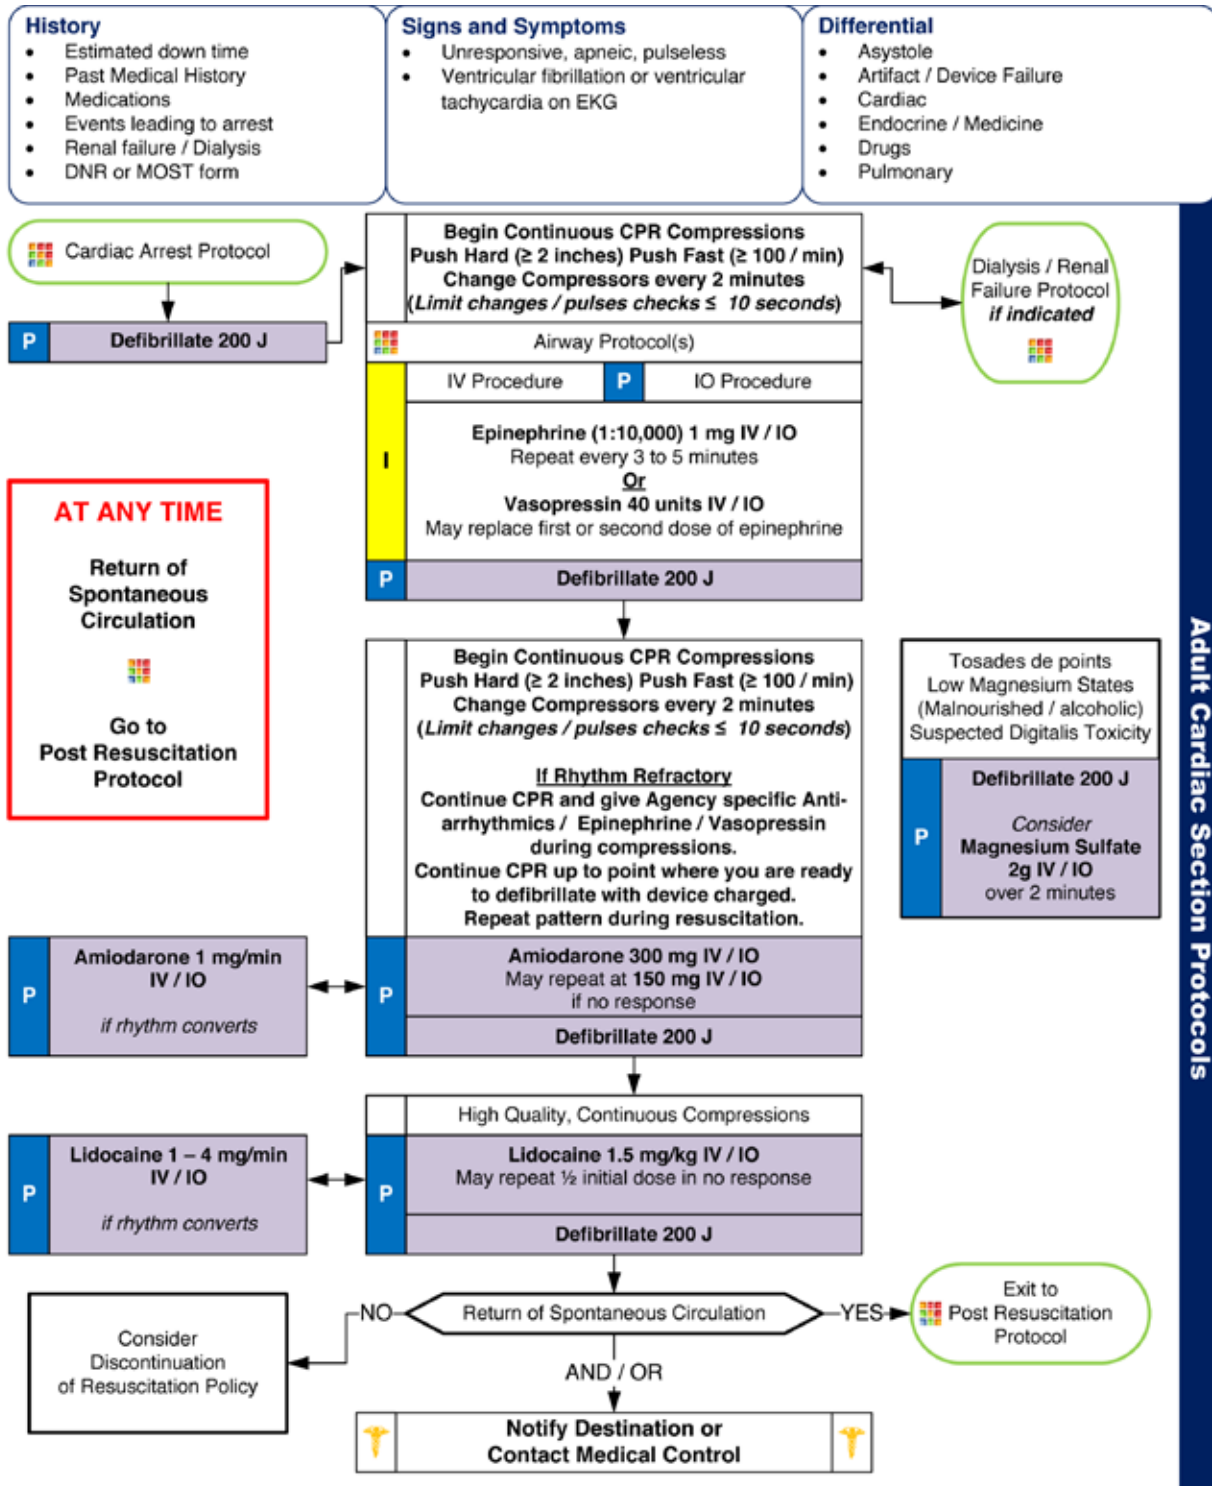 History
• Estimated down time
• Past Medical History
• Medications
• Events leading to arrest
• Renal failure / Dialysis
• DNR or MOST form
Signs and Symptoms
• Unresponsive, apneic, pulseless
• Ventricular fibrillation or ventricular
tachycardia on EKG
Differential
• Asystole
• Artifact / Device Failure
• Cardiac
• Endocrine / Medicine
• Drugs
• Pulmonary
Cardiac Arrest Protocol
P
Defibrillate 200 J
Begin Continuous CPR Compressions
Push Hard (≥ 2 inches) Push Fast (≥ 100 / min)
Change Compressors every 2 minutes
(Limit changes / pulses checks ≤ 10 seconds)
Airway Protocol(s)
IV Procedure
P
IO Procedure
I
Epinephrine (1:10,000) 1 mg IV / IO
Repeat every 3 to 5 minutes
Or
Vasopressin 40 units IV / IO
May replace first or second dose of epinephrine
P
Defibrillate 200 J
Dialysis / Renal
Failure Protocol
if indicated
AT ANY TIME
Return of
Spontaneous
Circulation
Go to
Post Resuscitation
Protocol
Begin Continuous CPR Compressions
Push Hard (≥ 2 inches) Push Fast (≥ 100 / min)
Change Compressors every 2 minutes
(Limit changes / pulses checks ≤ 10 seconds)
If Rhythm Refractory
Continue CPR and give Agency specific Anti-
arrhythmics / Epinephrine / Vasopressin
during compressions.
Continue CPR up to point where you are ready
to defibrillate with device charged.
Repeat pattern during resuscitation.
P
Amiodarone 300 mg IV / IO
May repeat at 150 mg IV / IO
if no response
Defibrillate 200 J
Tosades de points
Low Magnesium States
(Malnourished / alcoholic)
Suspected Digitalis Toxicity
P
Defibrillate 200 J
Consider
Magnesium Sulfate
2g IV / IO
over 2 minutes
P
Amiodarone 1 mg/min
IV / IO
if rhythm converts
High Quality, Continuous Compressions
P
Lidocaine 1.5 mg/kg IV / IO
May repeat ½ initial dose in no response
Defibrillate 200 J
P
Lidocaine 1 – 4 mg/min
IV / IO
if rhythm converts
NO
Return of Spontaneous Circulation
YES
Exit to
Post Resuscitation
Protocol
Consider
Discontinuation
of Resuscitation Policy
AND / OR
Notify Destination or
Contact Medical Control
Adult Cardiac Section Protocols